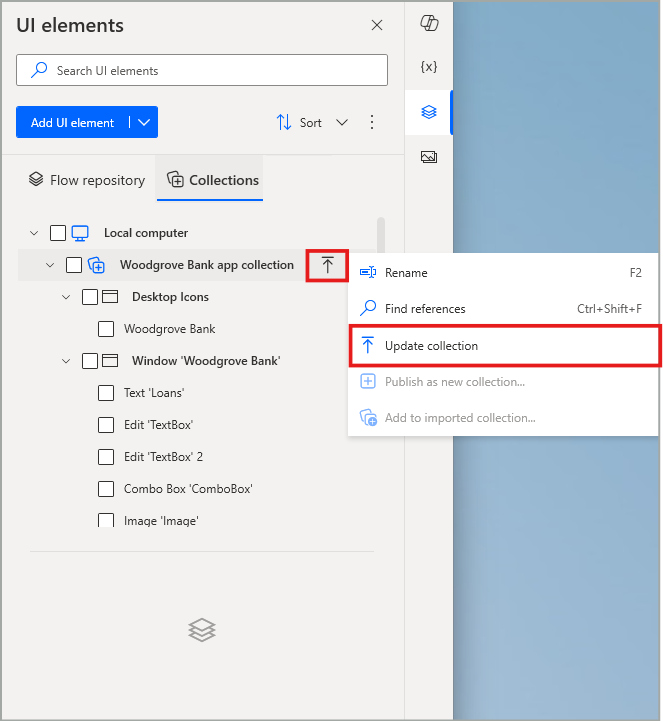 UI elements
Search UI elements
Add UI element
Sort
{x}
Flow repository
Collections
Local computer
Woodgrove Bank app collection
Desktop Icons
Woodgrove Bank
Window 'Woodgrove Bank'
Text 'Loans'
Edit 'TextBox'
Edit 'TextBox' 2
Combo Box 'ComboBox'
Image 'Image'
Rename F2
Find references Ctrl+Shift+F
Update collection
Publish as new collection...
Add to imported collection...